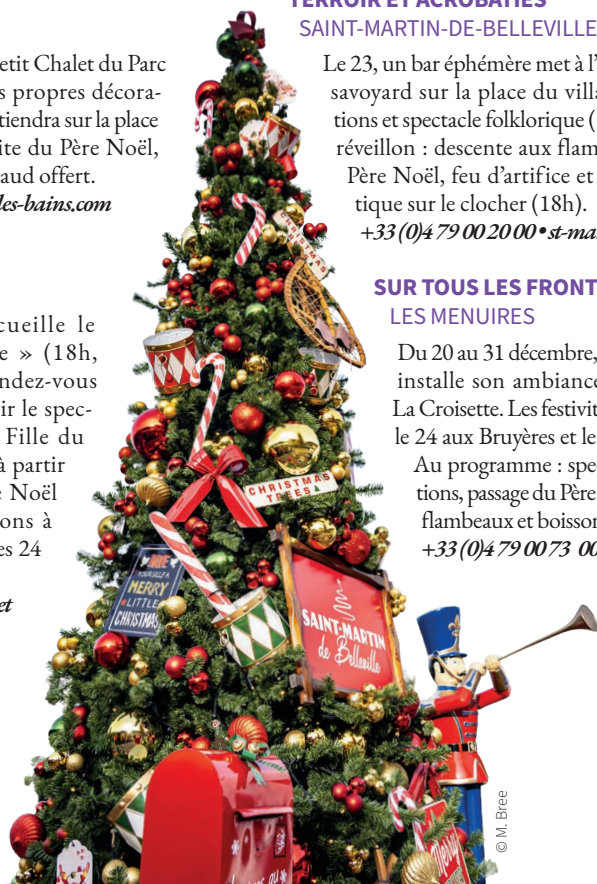 etit Chalet du Parc
s propres décora-
tiendra sur la place
ite du Père Noël,
aud offert.
les-bains.com
cueille le
e » (18h,
ndez-vous
ir le spec-
Fille du
à partir
e Noël
ons à
es 24
et
TERROIR ET ACROBATIES
SAINT-MARTIN-DE-BELLEVILLE
Le 23, un bar éphémère met à l’
savoyard sur la place du villa
tions et spectacle folklorique (
réveillon : descente aux flam
Père Noël, feu d’artifice et
tique sur le clocher (18h).
+33 (0)4 79 00 20 00 • st-ma
SUR TOUS LES FRONT
LES MENUIRES
Du 20 au 31 décembre,
installe son ambiance
La Croisette. Les festivit
le 24 aux Bruyères et le
Au programme : spec
tions, passage du Père
flambeaux et boisson
+33 (0)4 79 00 73 00
CHRISTMAS
CHRISTMAS
TREES
HAVE
YOURSELF A
MERRY
LITTLE
CHRISTMAS
SAINT-MARTIN
de Belleville
Merry
© M. Bree